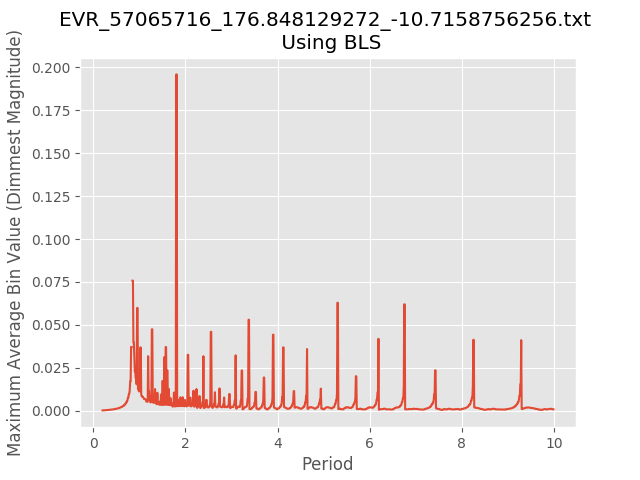 EVR_57065716_176.848129272_-10.7158756256.txt
Using BLS
Maximum Average Bin Value (Dimmest Magnitude)
0.200
0.175
0.150
0.125
0.100
0.075
0.050
0.025
0.000
0 2 4 6 8 10
Period